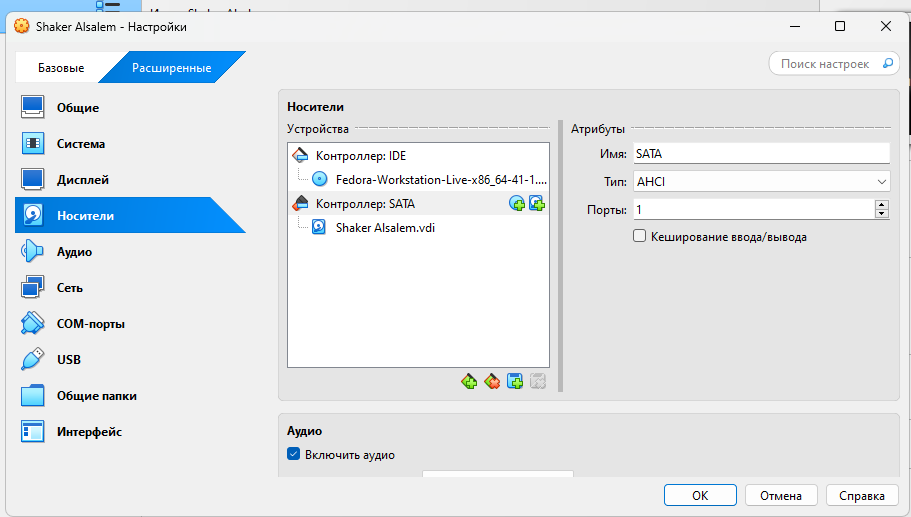 Shaker Alsalem - Настройки
Базовые
Расширенные
Поиск настроек
Общие
Система
Дисплей
Носители
Аудио
Сеть
COM-порты
USB
Общие папки
Интерфейс
Носители
Устройства
Контроллер: IDE
Fedora-Workstation-Live-x86_64-41-1....
Контроллер: SATA
Shaker Alsalem.vdi
Атрибуты
Имя: SATA
Тип: AHCI
Порты: 1
Кеширование ввода/вывода
Аудио
Включить аудио
OK
Отмена
Справка